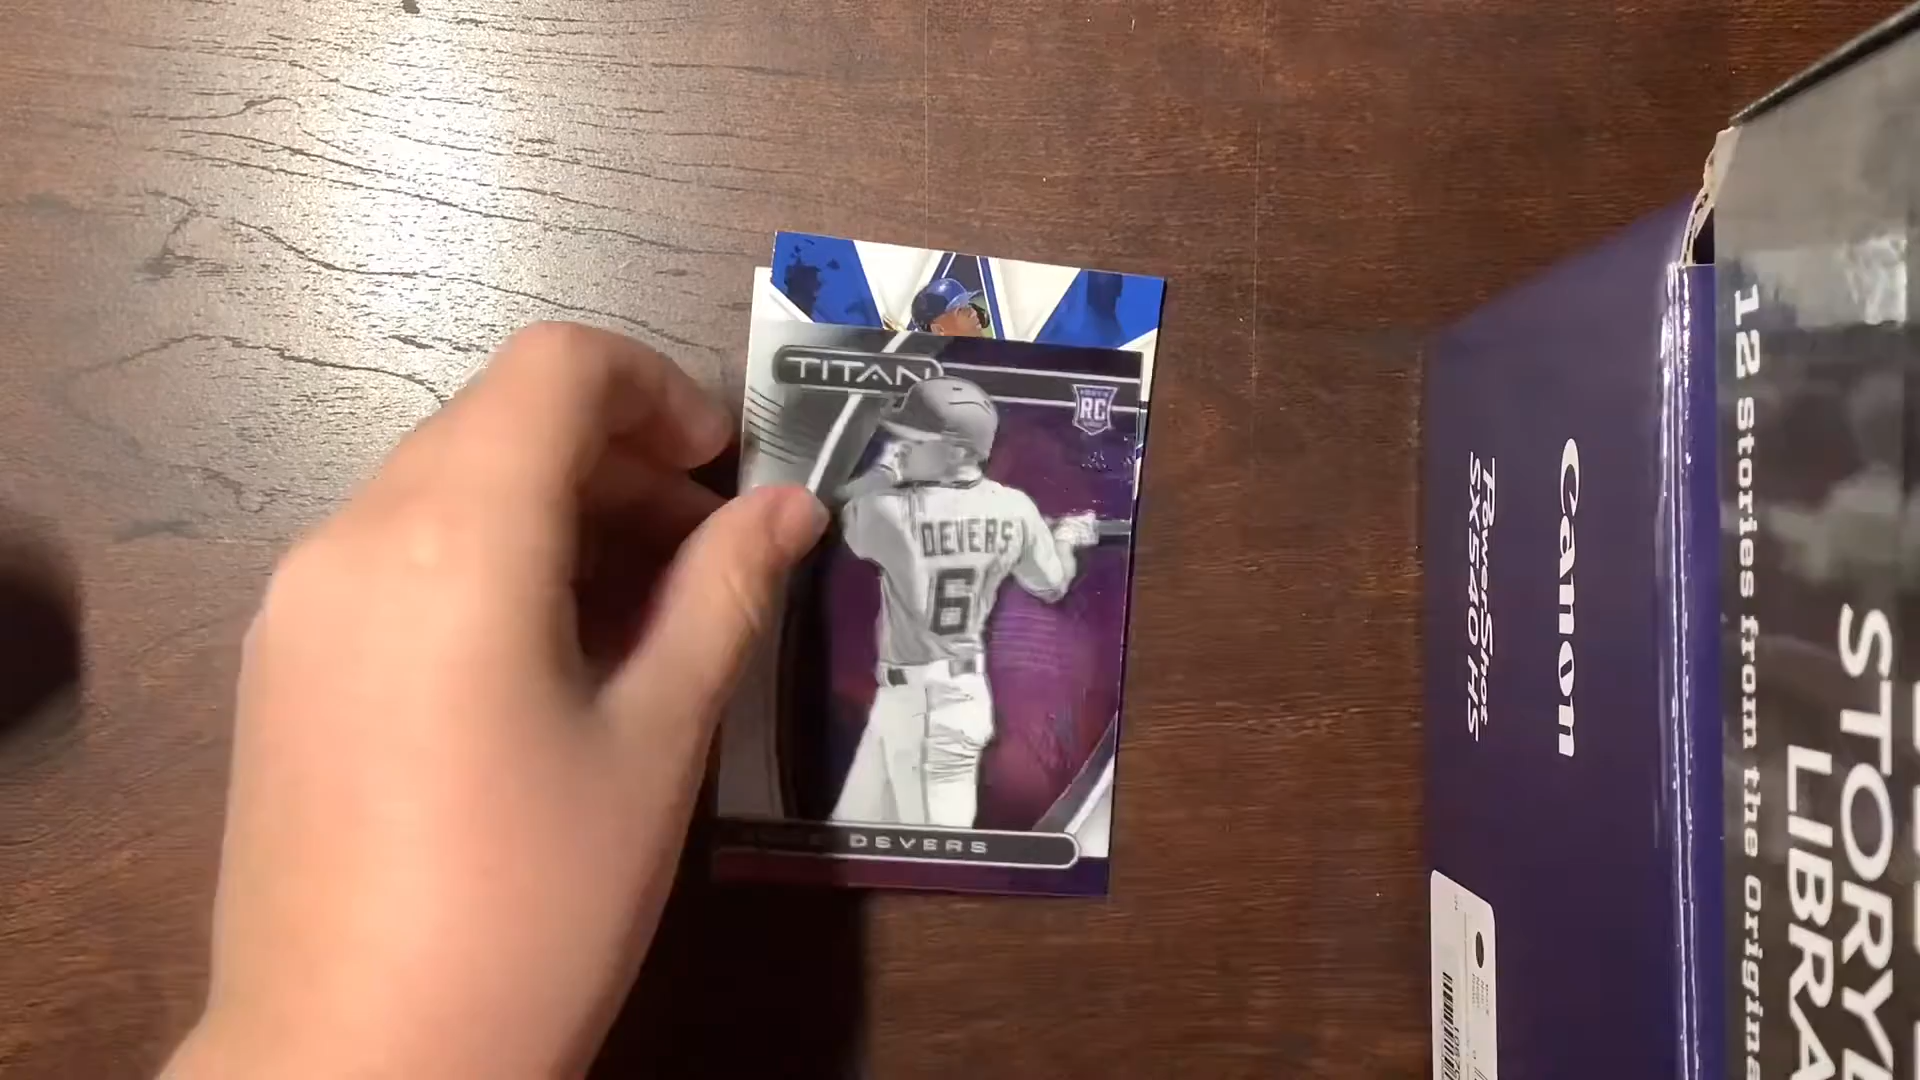 TITAN
RC
DEVERS
6
DEVERS
Canon
PowerShot
SX540 HS
12 stories from the origina
STORY
LIBRA